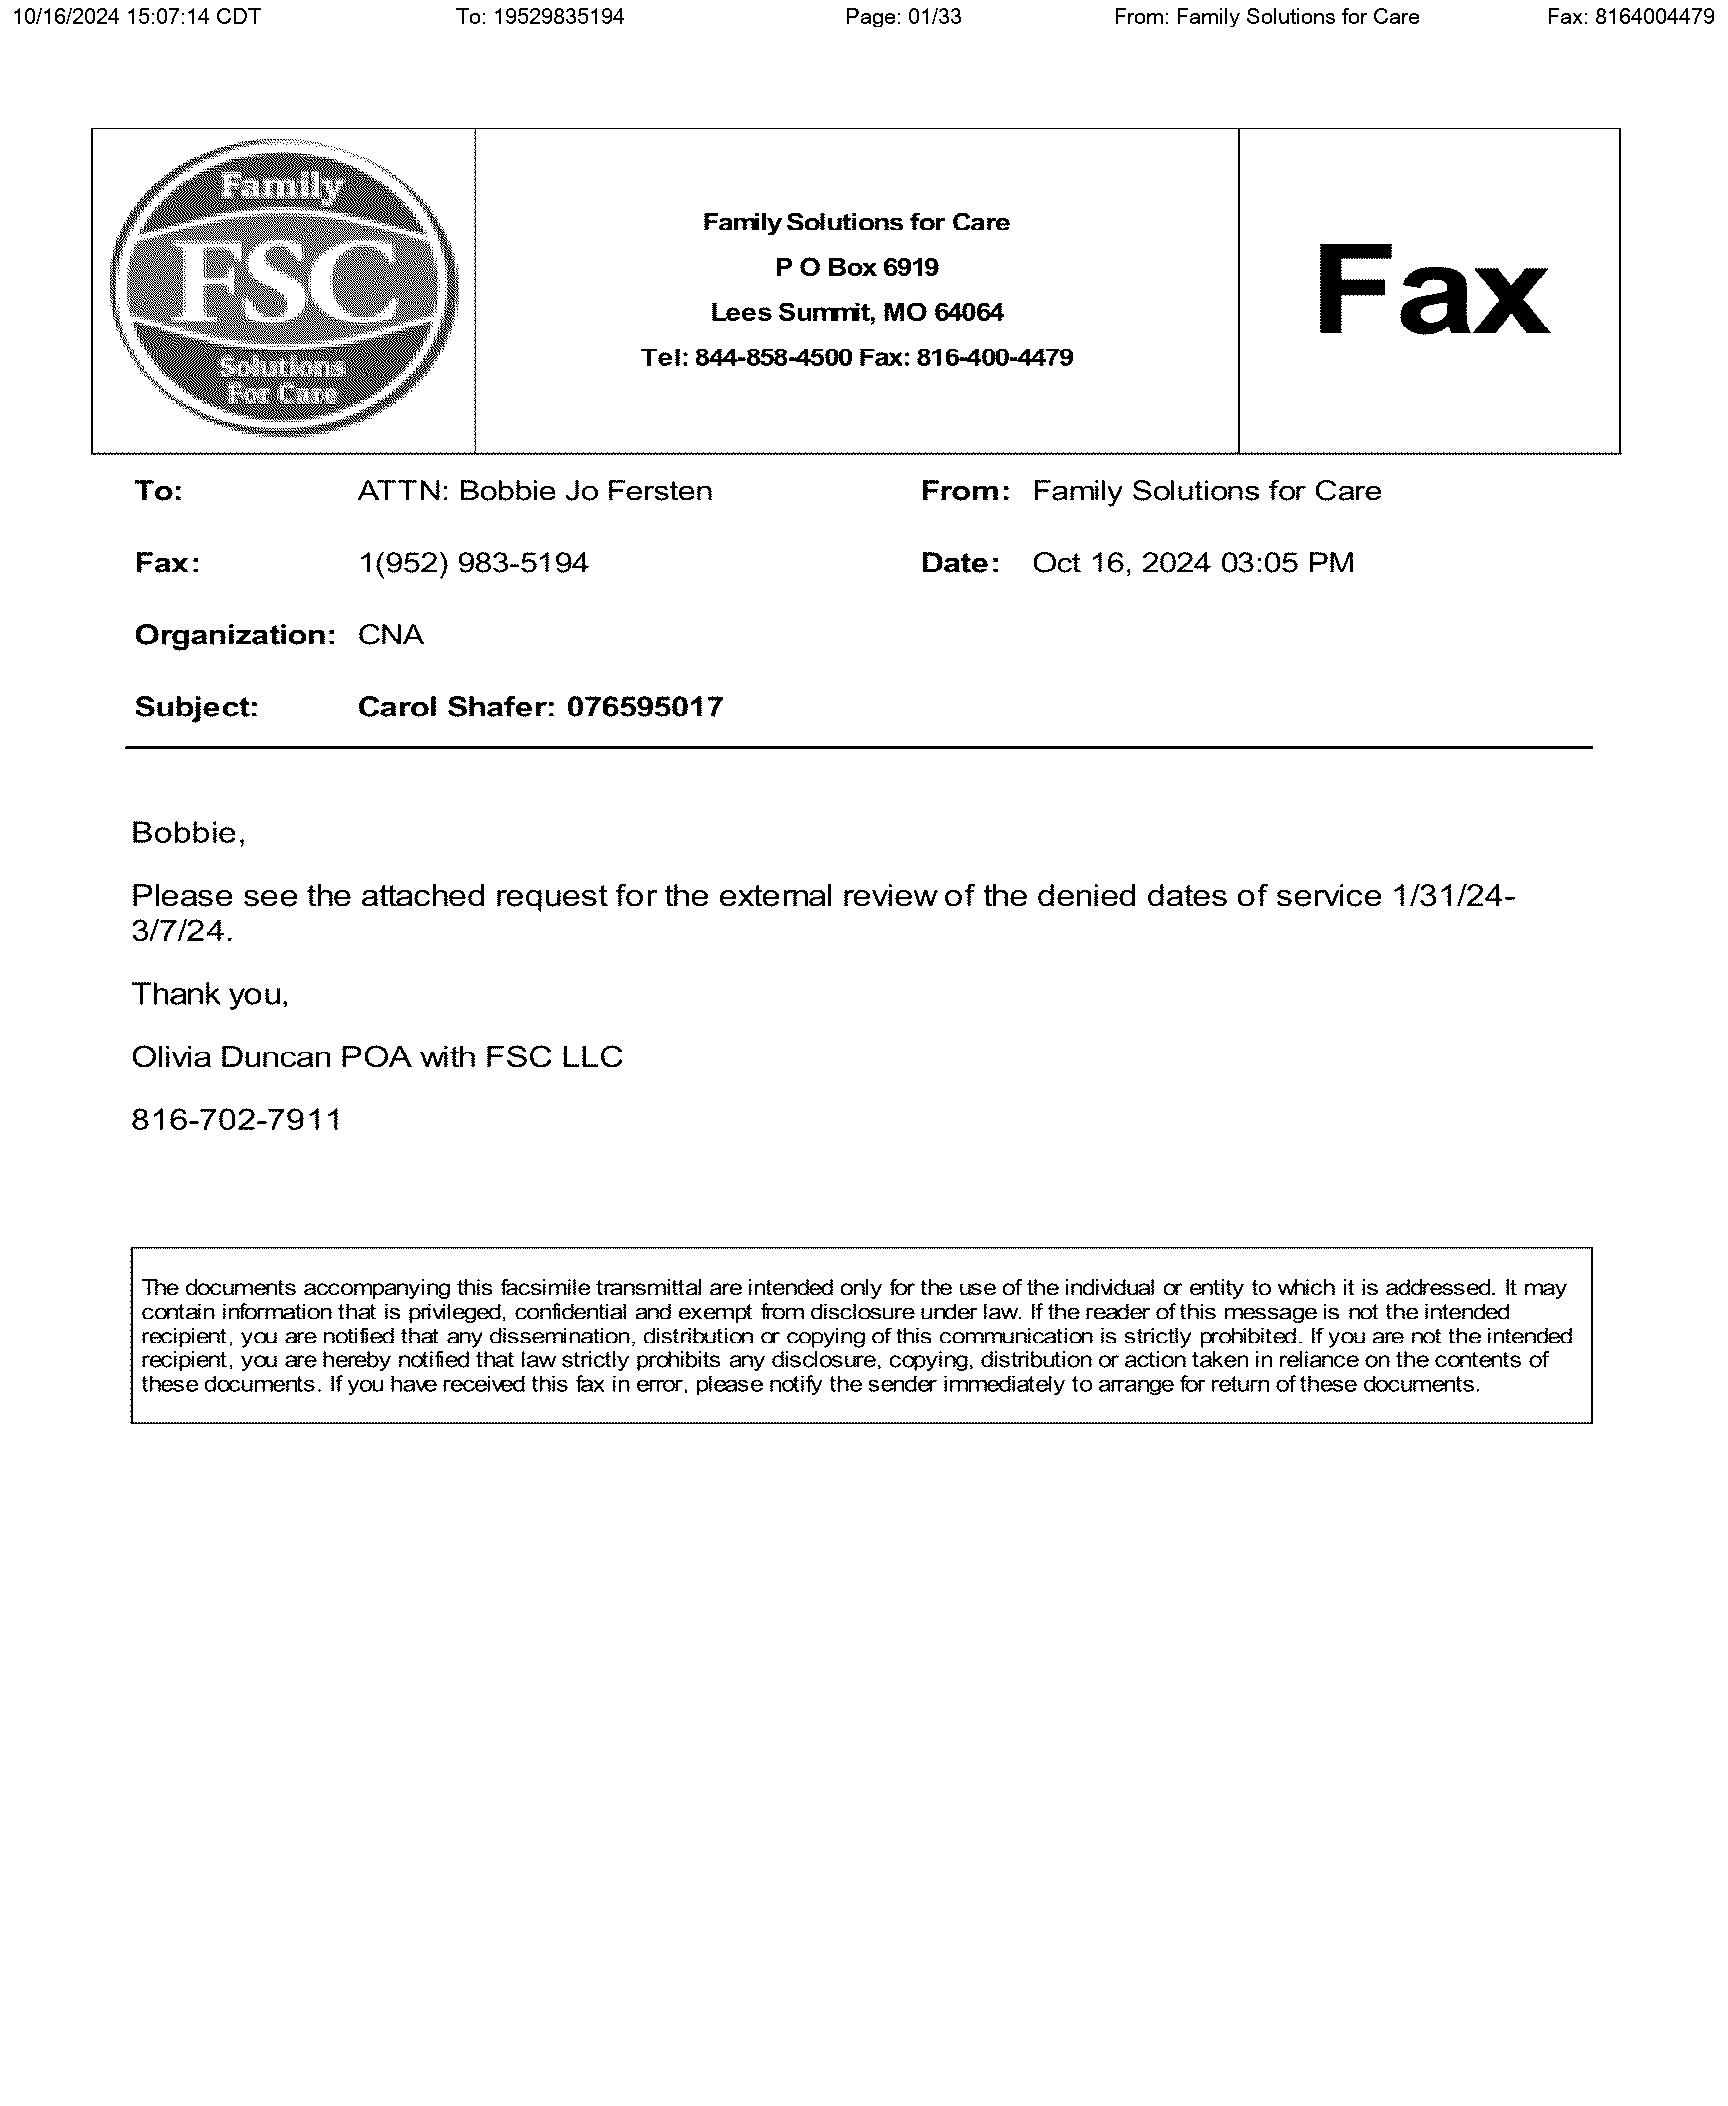 10/16/2024 15:07:14 CDT To: 19529835194 Page: 01/33 From: Family Solutions for Care Fax: 8164004479
Family
FSC
Solutions
For Care
Family Solutions for Care
P O Box 6919
Lees Summit, MO 64064
Tel: 844-858-4500 Fax: 816-400-4479
Fax
To: ATTN: Bobbie Jo Fersten From: Family Solutions for Care
Fax: 1(952) 983-5194 Date: Oct 16, 2024 03:05 PM
Organization: CNA
Subject: Carol Shafer: 076595017
Bobbie,
Please see the attached request for the external review of the denied dates of service 1/31/24-
3/7/24.
Thank you,
Olivia Duncan POA with FSC LLC
816-702-7911
The documents accompanying this facsimile transmittal are intended only for the use of the individual or entity to which it is addressed. It may
contain information that is privileged, confidential and exempt from disclosure under law. If the reader of this message is not the intended
recipient, you are notified that any dissemination, distribution or copying of this communication is strictly prohibited. If you are not the intended
recipient, you are hereby notified that law strictly prohibits any disclosure, copying, distribution or action taken in reliance on the contents of
these documents. If you have received this fax in error, please notify the sender immediately to arrange for return of these documents.